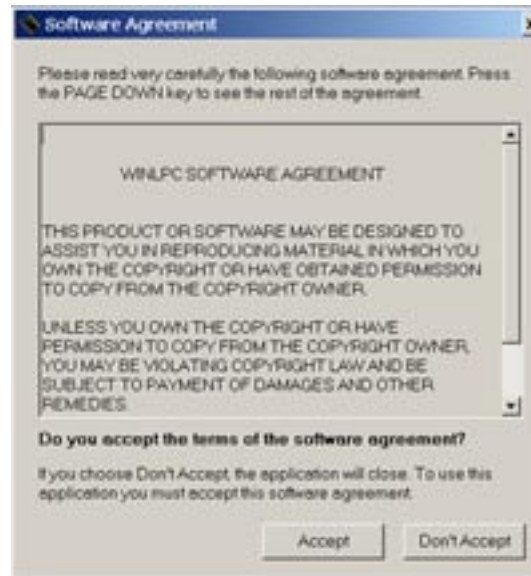 Software Agreement
Please read very carefully the following software agreement. Press
the PAGE DOWN key to see the rest of the agreement.
WINLPC SOFTWARE AGREEMENT
THIS PRODUCT OR SOFTWARE MAY BE DESIGNED TO
ASSIST YOU IN REPRODUCING MATERIAL IN WHICH YOU
OWN THE COPYRIGHT OR HAVE OBTAINED PERMISSION
TO COPY FROM THE COPYRIGHT OWNER.
UNLESS YOU OWN THE COPYRIGHT OR HAVE
PERMISSION TO COPY FROM THE COPYRIGHT OWNER,
YOU MAY BE VIOLATING COPYRIGHT LAW AND BE
SUBJECT TO PAYMENT OF DAMAGES AND OTHER
REMEDIES.
Do you accept the terms of the software agreement?
If you choose Don't Accept, the application will close. To use this
application you must accept this software agreement.
Accept
Don't Accept